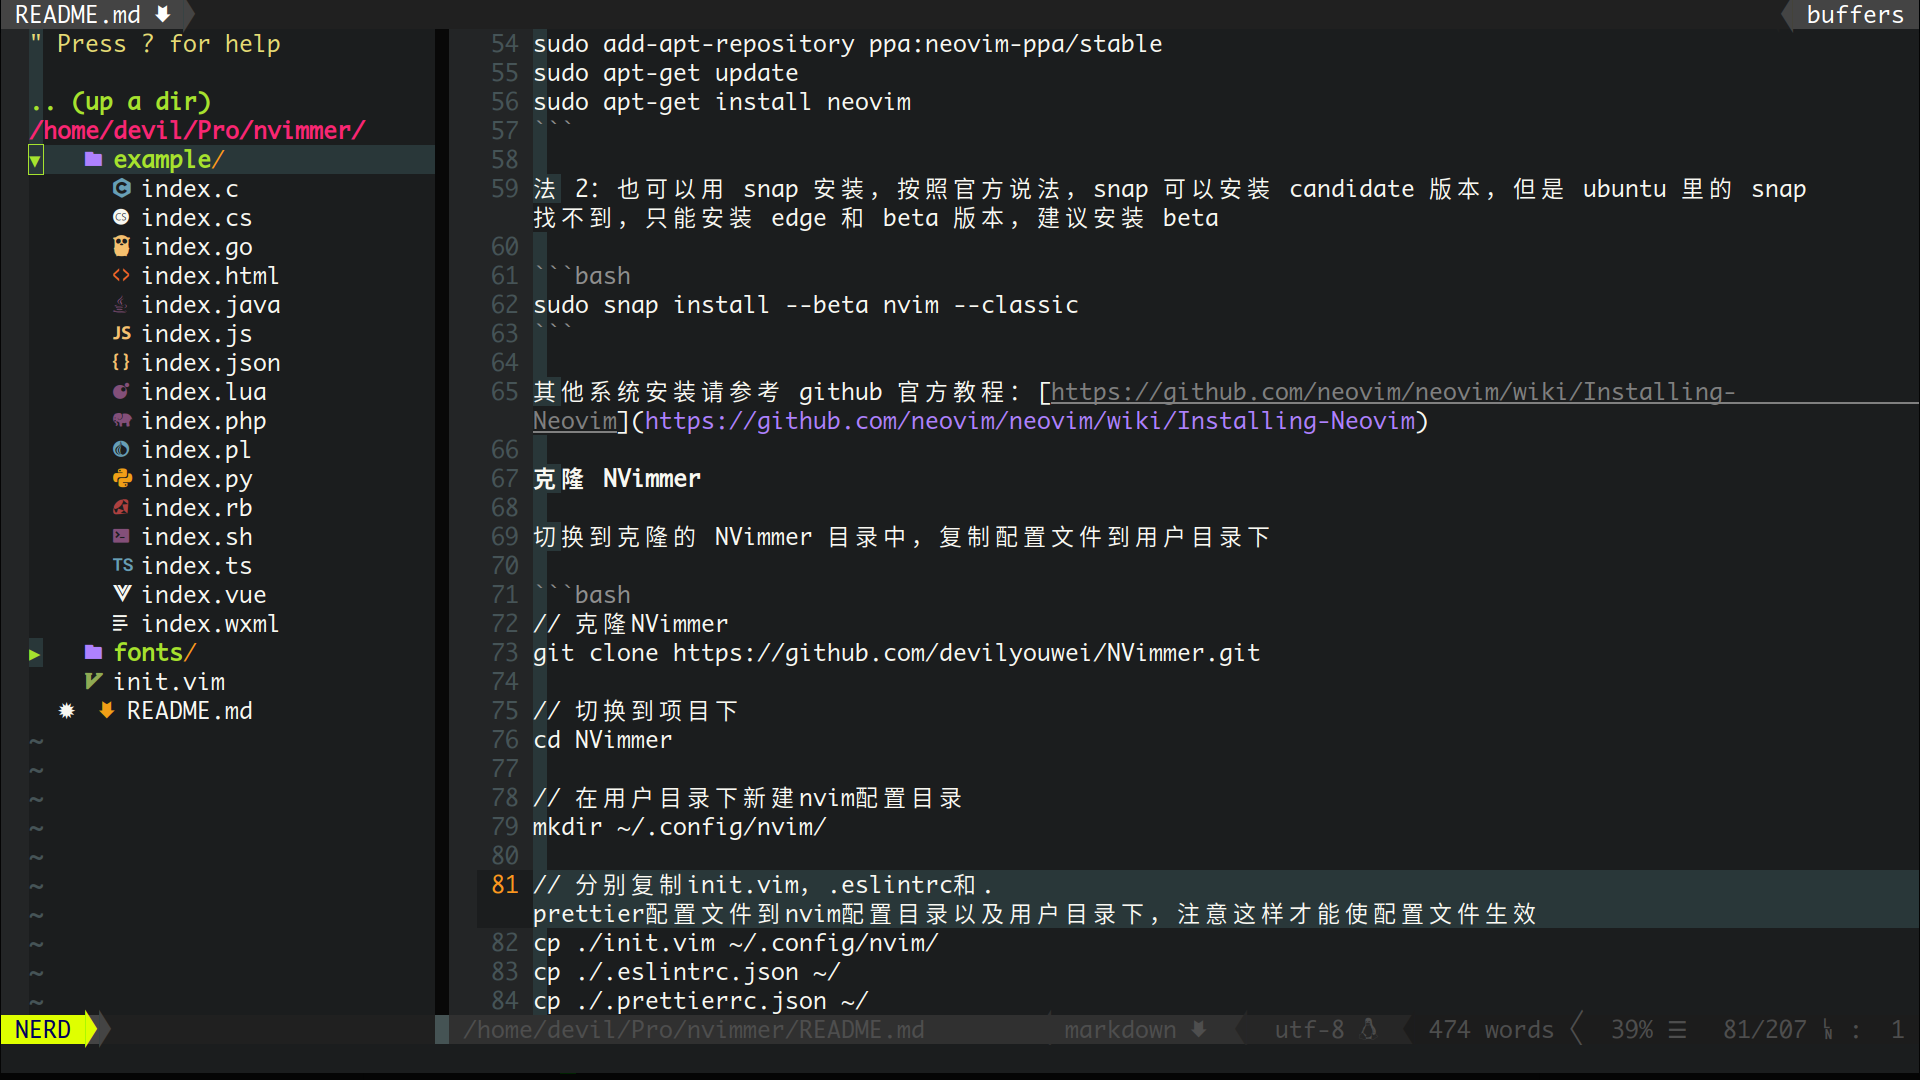 README.md
buffers
" Press ? for help
.. (up a dir)
/home/devil/Pro/nvimmer/
▼ example/
index.c
index.cs
index.go
index.html
index.java
JS index.js
{} index.json
index.lua
index.php
index.pl
index.py
index.rb
index.sh
TS index.ts
index.vue
index.wxml
▶ fonts/
init.vim
README.md
~
~
~
~
~
~
~
~
~
~
NERD
54 sudo add-apt-repository ppa:neovim-ppa/stable
55 sudo apt-get update
56 sudo apt-get install neovim
57 ```
58
59 法 2：也可以用 snap 安装，按照官方说法，snap 可以安装 candidate 版本，但是 ubuntu 里的 snap
找不到，只能安装 edge 和 beta 版本，建议安装 beta
60
61 ```bash
62 sudo snap install --beta nvim --classic
63 ```
64
65 其他系统安装请参考 github 官方教程：[https://github.com/neovim/neovim/wiki/Installing-
Neovim](https://github.com/neovim/neovim/wiki/Installing-Neovim)
66
67 克隆 NVimmer
68
69 切换到克隆的 NVimmer 目录中，复制配置文件到用户目录下
70
71 ```bash
72 // 克隆NVimmer
73 git clone https://github.com/devilyouwei/NVimmer.git
74
75 // 切换到项目下
76 cd NVimmer
77
78 // 在用户目录下新建nvim配置目录
79 mkdir ~/.config/nvim/
80
81 // 分别复制init.vim，.eslintrc和.
prettier配置文件到nvim配置目录以及用户目录下，注意这样才能使配置文件生效
82 cp ./init.vim ~/.config/nvim/
83 cp ./.eslintrc.json ~/
84 cp ./.prettierrc.json ~/
/home/devil/Pro/nvimmer/README.md markdown utf-8 474 words 39% ☰ 81/207 : 1